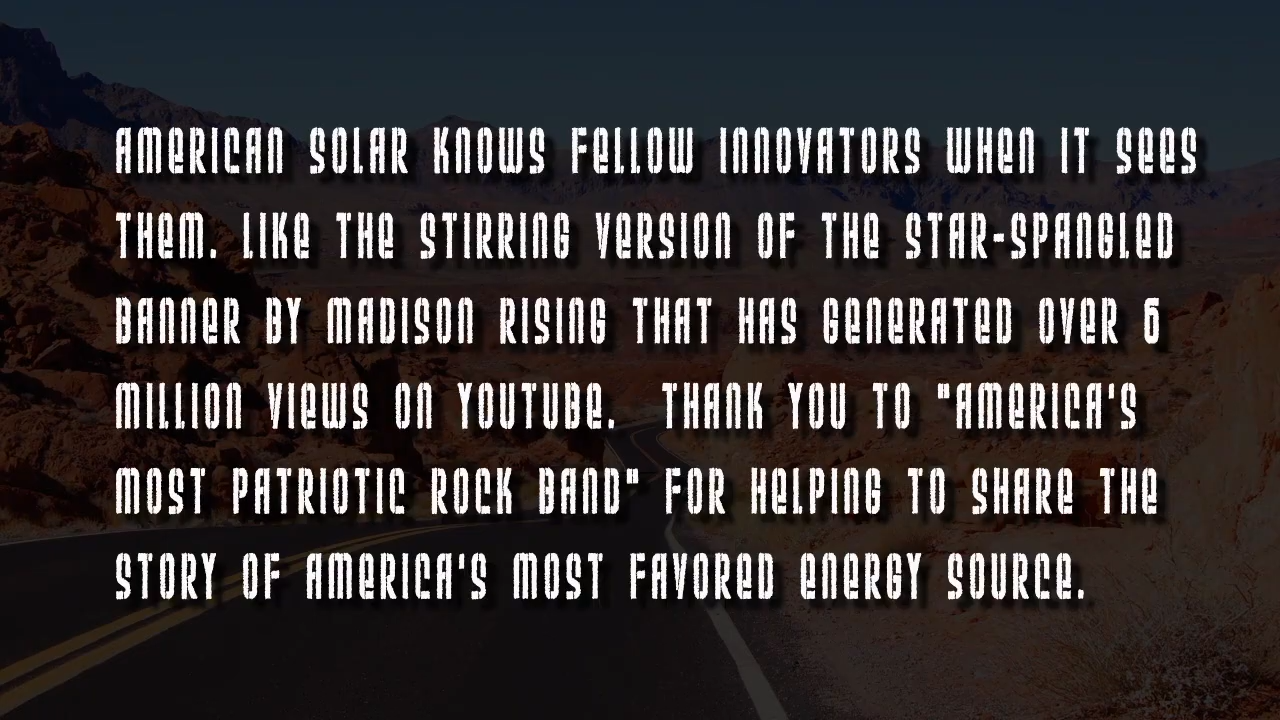 AMERICAN SOLAR KNOWS FELLOW INNOVATORS WHEN IT SEES
THEM. LIKE THE STIRRING VERSION OF THE STAR-SPANGLED
BANNER BY MADISON RISING THAT HAS GENERATED OVER 6
MILLION VIEWS ON YOUTUBE.  THANK YOU TO "AMERICA'S
MOST PATRIOTIC ROCK BAND" FOR HELPING TO SHARE THE
STORY OF AMERICA'S MOST FAVORED ENERGY SOURCE.